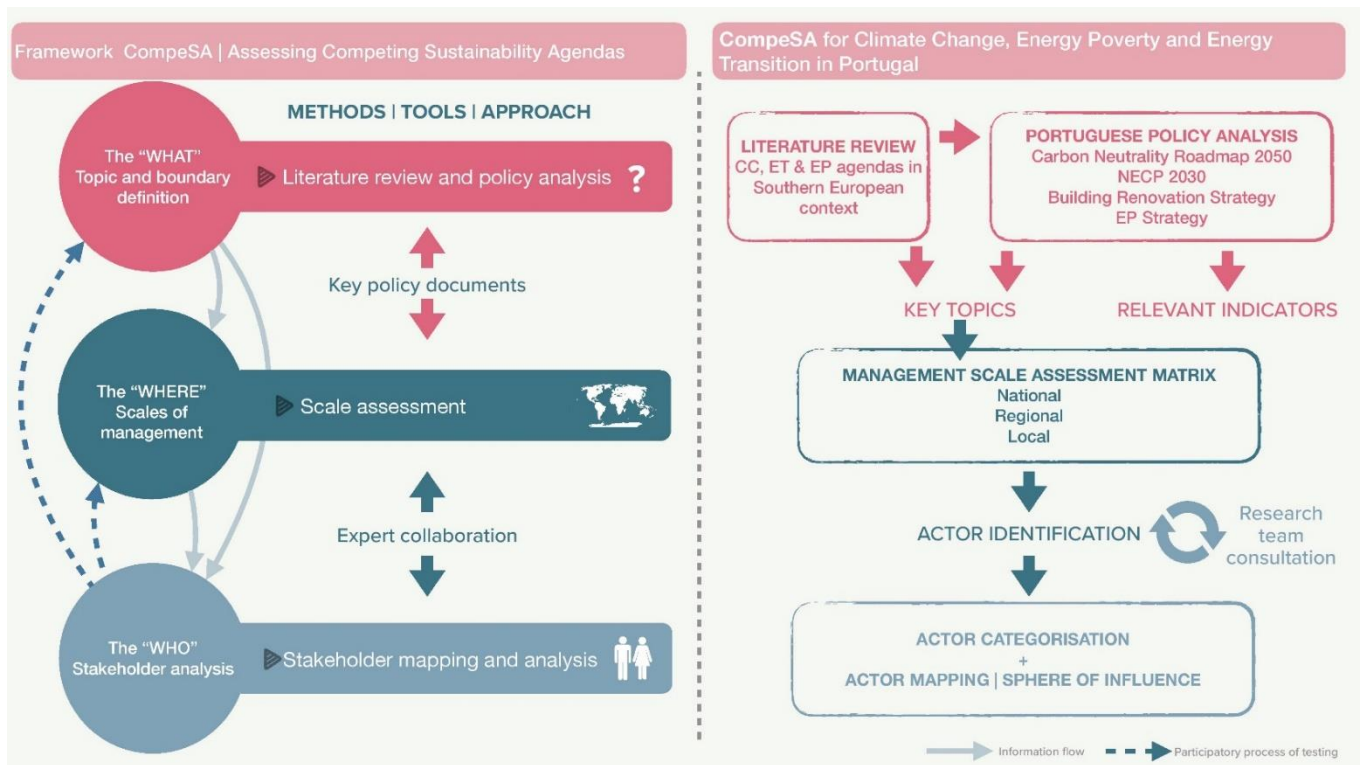 Framework CompeSA | Assessing Competing Sustainability Agendas
METHODS | TOOLS | APPROACH
The “WHAT”
Topic and boundary
definition
Literature review and policy analysis ?
Key policy documents
The “WHERE”
Scales of
management
Scale assessment
Expert collaboration
The “WHO”
Stakeholder analysis
Stakeholder mapping and analysis
CompeSA for Climate Change, Energy Poverty and Energy
Transition in Portugal
LITERATURE REVIEW
CC, ET & EP agendas in
Southern European
context
PORTUGUESE POLICY ANALYSIS
Carbon Neutrality Roadmap 2050
NECP 2030
Building Renovation Strategy
EP Strategy
KEY TOPICS
RELEVANT INDICATORS
MANAGEMENT SCALE ASSESSMENT MATRIX
National
Regional
Local
ACTOR IDENTIFICATION
Research
team
consultation
ACTOR CATEGORISATION
+
ACTOR MAPPING | SPHERE OF INFLUENCE
Information flow
Participatory process of testing